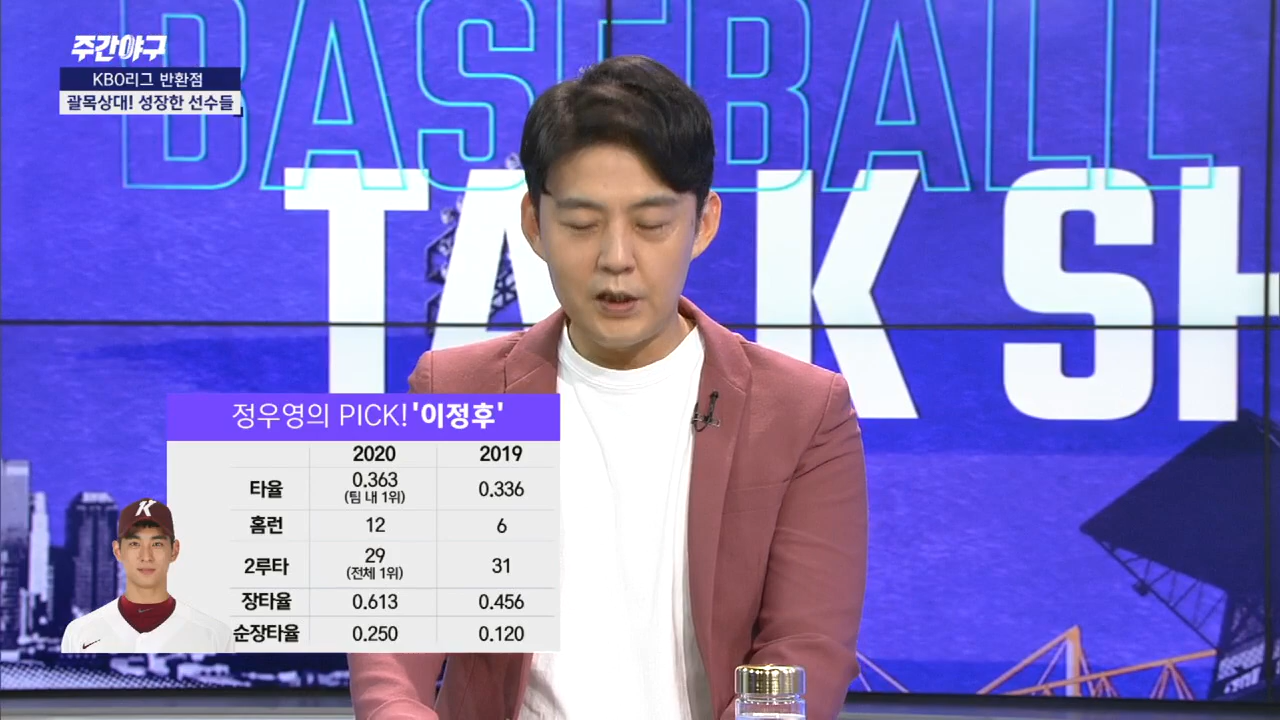 주간야구
KBO리그 반환점
괄목상대! 성장한 선수들
BASEBALL
TALK SH
정우영의 PICK! '이정후'
2020 2019
타율 0.363 (팀 내 1위) 0.336
홈런 12 6
2루타 29 (전체 1위) 31
장타율 0.613 0.456
순장타율 0.250 0.120
K